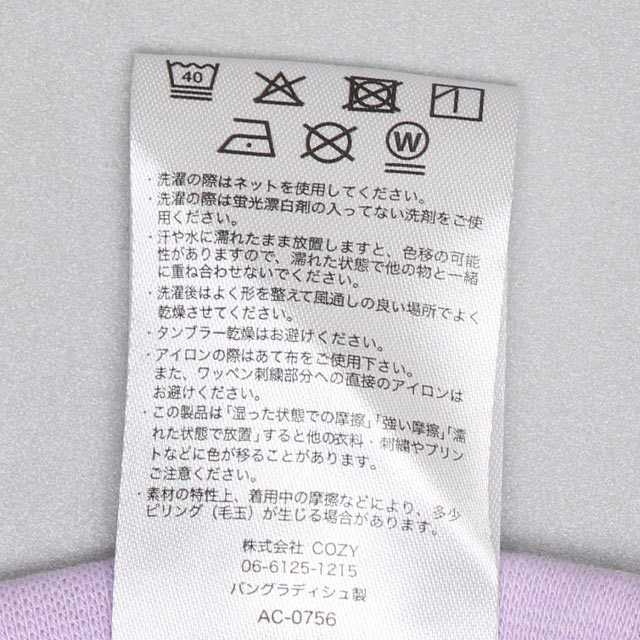 40
W
・洗濯の際はネットを使用してください。
・洗濯の際は蛍光漂白剤の入ってない洗剤をご使
用ください。
・汗や水に濡れたまま放置しますと、色移の可能
性がありますので、濡れた状態で他の物と一緒
に重ね合わせないでください。
・洗濯後はよく形を整えて風通しの良い場所でよく
乾燥させてください。
・タンブラー乾燥はお避けください。
・アイロンの際はあて布をご使用下さい。
また、ワッペン刺繍部分への直接のアイロンは
お避けください。
・この製品は「湿った状態での摩擦」「強い摩擦」「濡
れた状態で放置」すると他の衣料・刺繍やプリン
トなどに色が移ることがあります。
ご注意ください。
・素材の特性上、着用中の摩擦などにより、多少
ピリング（毛玉）が生じる場合があります。
株式会社 COZY
06-6125-1215
バングラディシュ製
AC-0756